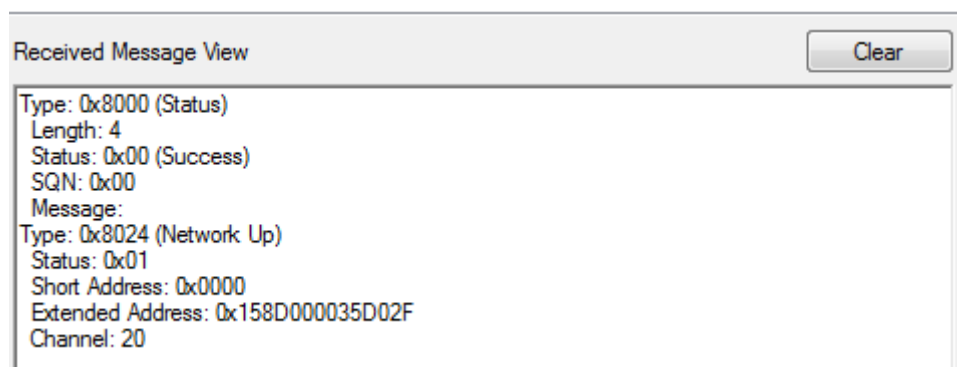 Received Message View
Clear
Type: 0x8000 (Status)
Length: 4
Status: 0x00 (Success)
SQN: 0x00
Message:
Type: 0x8024 (Network Up)
Status: 0x01
Short Address: 0x0000
Extended Address: 0x158D000035D02F
Channel: 20